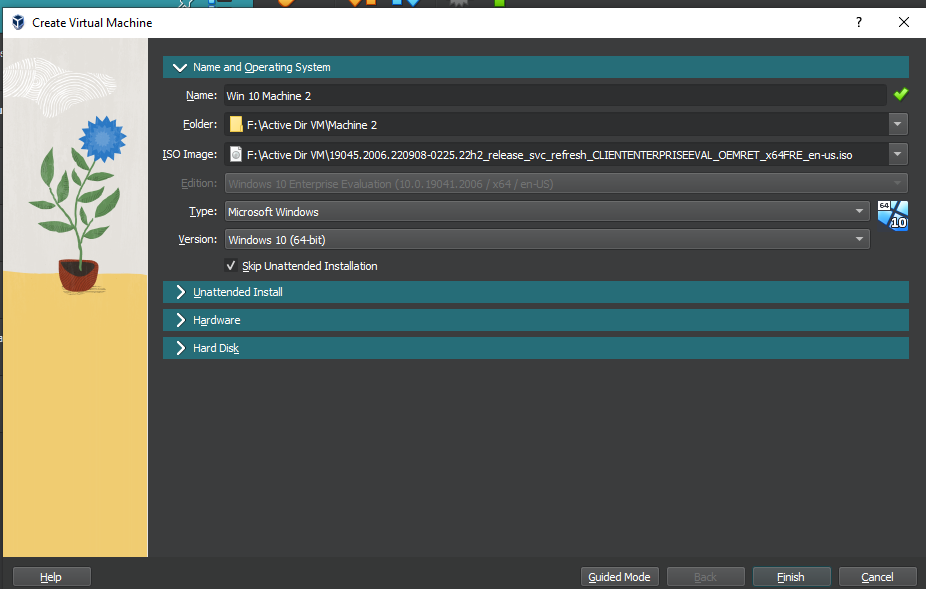 Create Virtual Machine
?
Name and Operating System
Name: Win 10 Machine 2
Folder: F:\Active Dir VM\Machine 2
ISO Image: F:\Active Dir VM\19045.2006.220908-0225.22h2_release_svc_refresh_CLIENTENTERPRISEEVAL_OEMRET_x64FRE_en-us.iso
Edition: Windows 10 Enterprise Evaluation (10.0.19041.2006 / x64 / en-US)
Type: Microsoft Windows
64
10
Version: Windows 10 (64-bit)
Skip Unattended Installation
Unattended Install
Hardware
Hard Disk
Help Guided Mode Back Finish Cancel